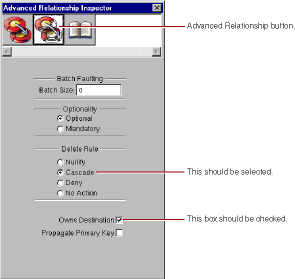 Advanced Relationship Inspector
Advanced Relationship button.
Batch Faulting
Batch Size: 0
Optionality
Optional
Mandatory
Delete Rule
Nullify
Cascade
This should be selected.
Deny
No Action
Owns Destination
This box should be checked.
Propagate Primary Key